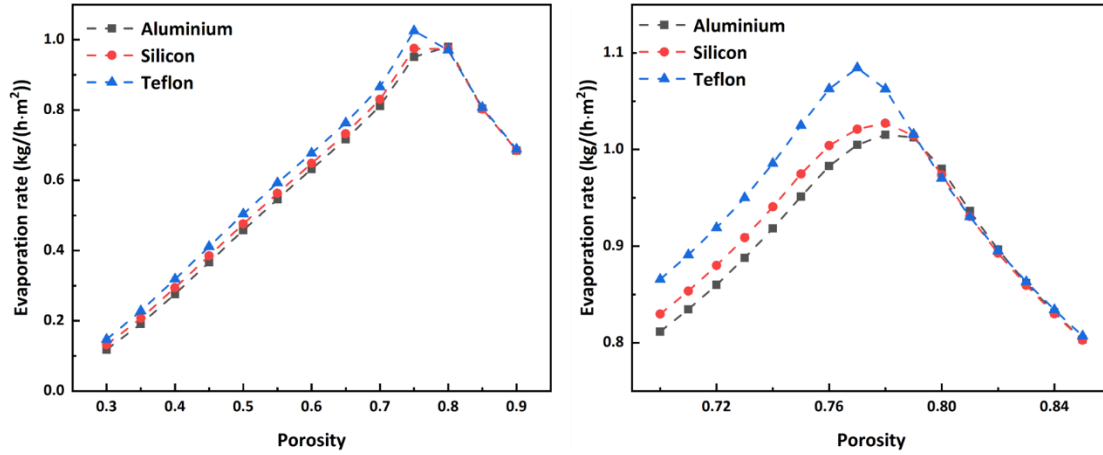 Evaporation rate (kg/(h·m²))
1.0
0.8
0.6
0.4
0.2
0.0
Aluminium
Silicon
Teflon
0.3 0.4 0.5 0.6 0.7 0.8 0.9
Porosity
Evaporation rate (kg/(h·m²))
1.1
1.0
0.9
0.8
Aluminium
Silicon
Teflon
0.72 0.76 0.80 0.84
Porosity